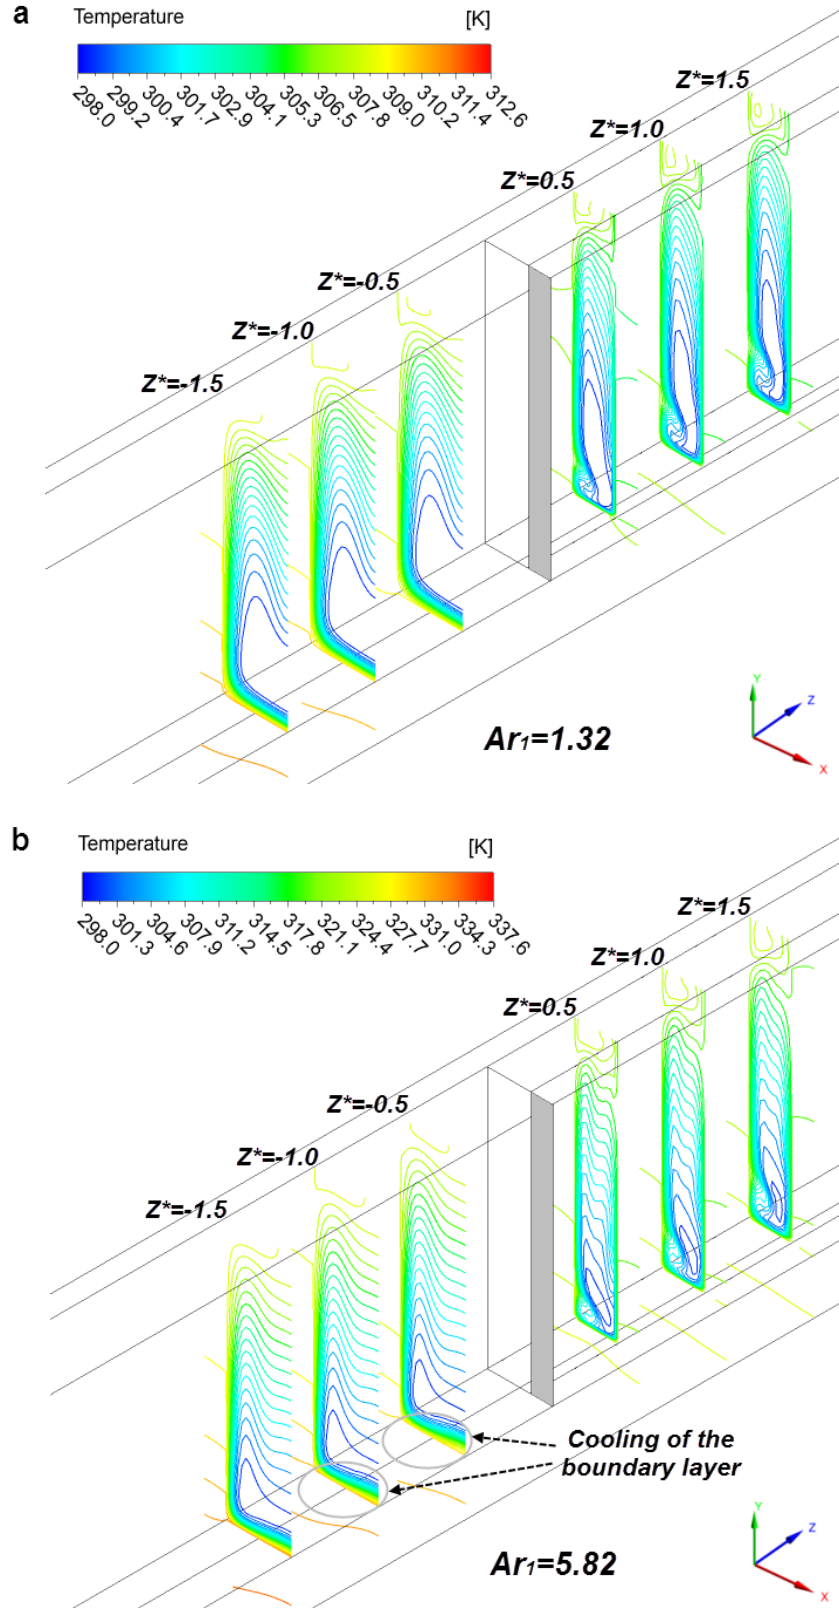 a
Temperature [K]
298.0 299.2 300.4 301.7 302.9 304.1 305.3 306.5 307.8 309.0 310.2 311.4 312.6
Z*=1.5
Z*=1.0
Z*=0.5
Z*=-0.5
Z*=-1.0
Z*=-1.5
Ar₁=1.32
Y
Z
X
b
Temperature [K]
298.0 301.3 304.6 307.9 311.2 314.5 317.8 321.1 324.4 327.7 331.0 334.3 337.6
Z*=1.5
Z*=1.0
Z*=0.5
Z*=-0.5
Z*=-1.0
Z*=-1.5
Cooling of the
boundary layer
Ar₁=5.82
Y
Z
X